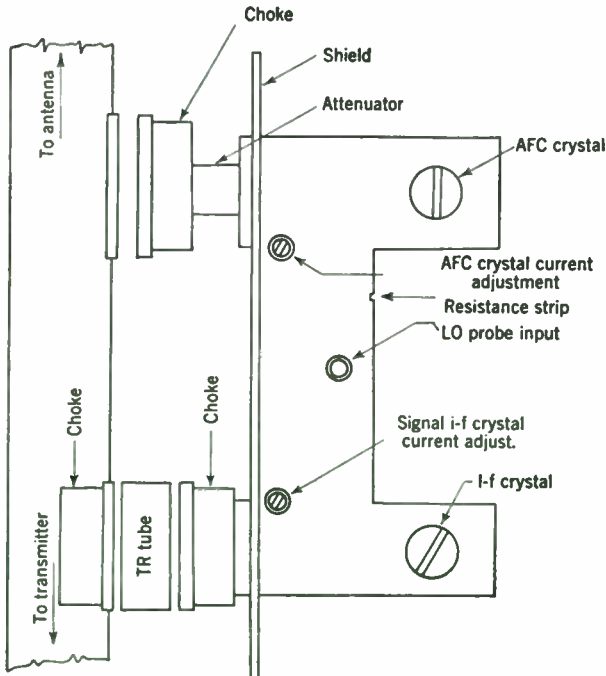 Choke
Shield
To antenna
Attenuator
AFC crystal
AFC crystal current
adjustment
Resistance strip
LO probe input
Choke
Choke
Signal i-f crystal
current adjust.
I-f crystal
TR tube
To transmitter